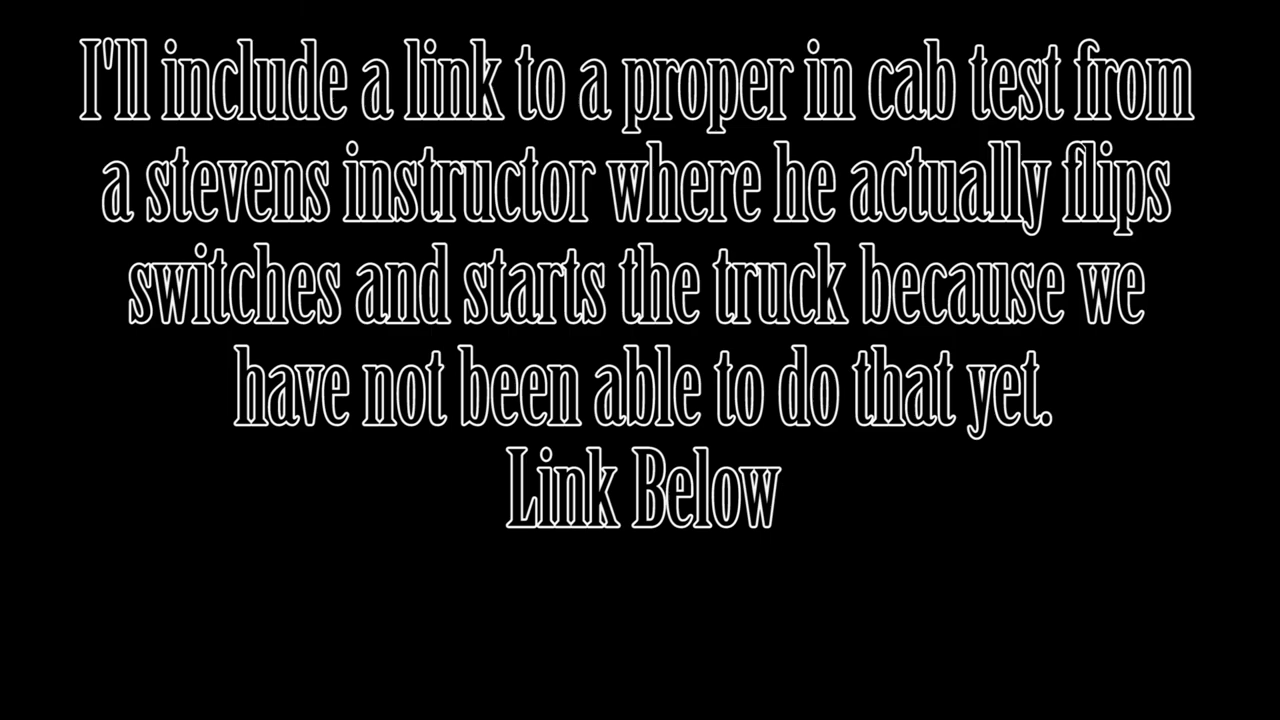 I'll include a link to a proper in cab test from
a stevens instructor where he actually flips
switches and starts the truck because we
have not been able to do that yet.
Link Below